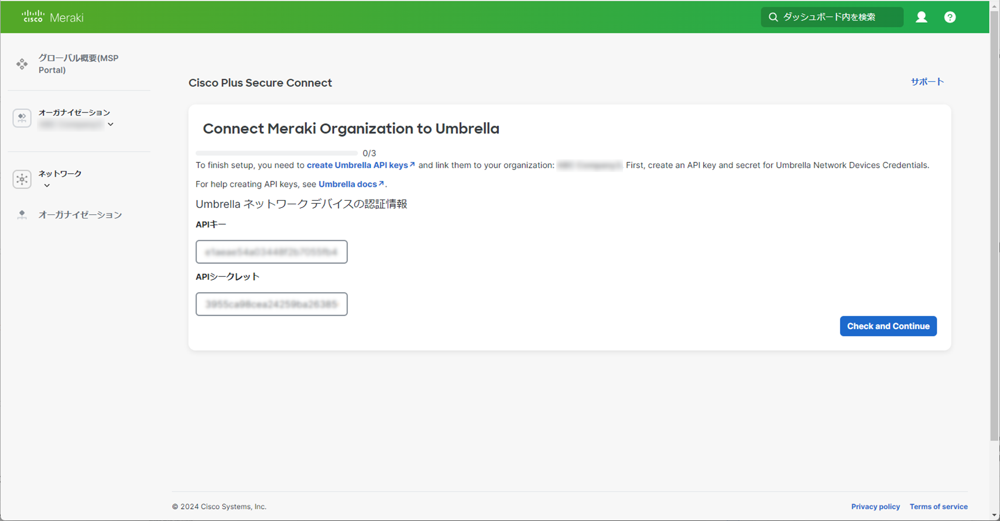 CISCO Meraki
ダッシュボード内を検索
グローバル概要(MSP
Portal)
オーガナイゼーション
ネットワーク
オーガナイゼーション
Cisco Plus Secure Connect
サポート
Connect Meraki Organization to Umbrella
0/3
To finish setup, you need to create Umbrella API keys and link them to your organization: . First, create an API key and secret for Umbrella Network Devices Credentials.
For help creating API keys, see Umbrella docs.
Umbrella ネットワーク デバイスの認証情報
APIキー
APIシークレット
Check and Continue
© 2024 Cisco Systems, Inc.
Privacy policy Terms of service